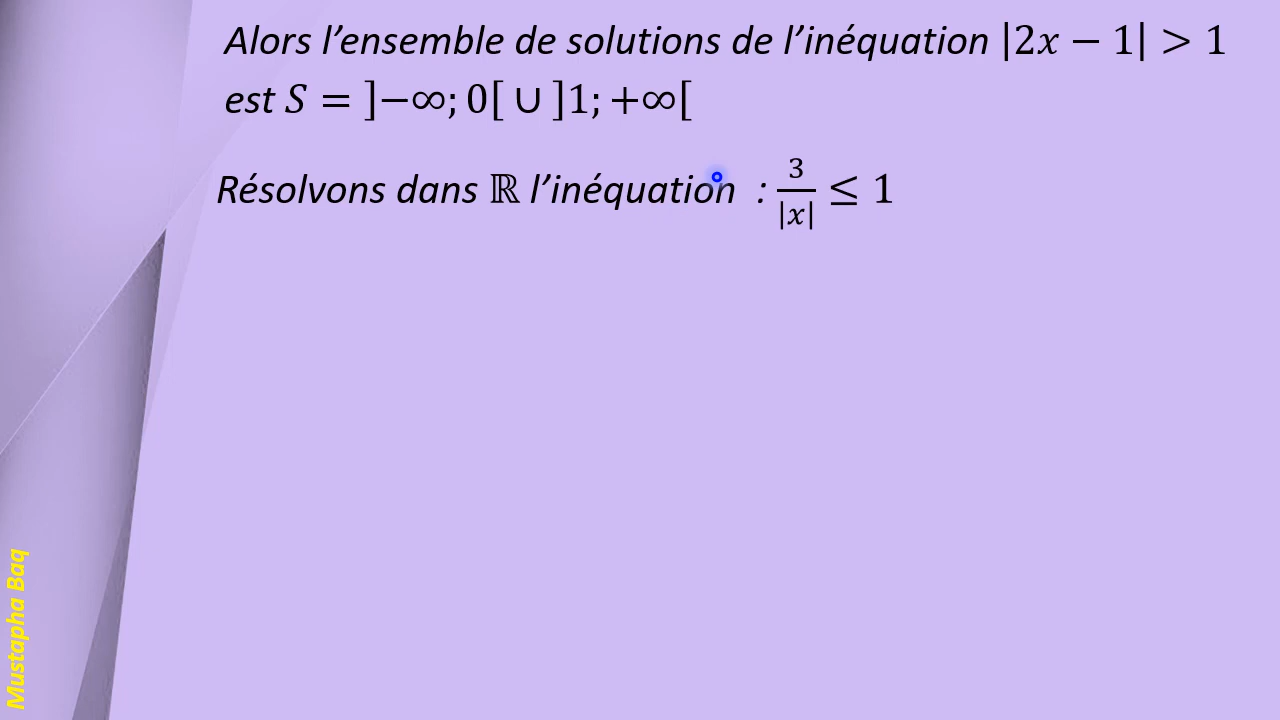 Alors l’ensemble de solutions de l’inéquation |2𝑥 − 1| > 1
est 𝑆 = ]−∞; 0[ ∪ ]1; +∞[
Résolvons dans ℝ l’inéquation : 3/|𝑥| ≤ 1
Mustapha Baq